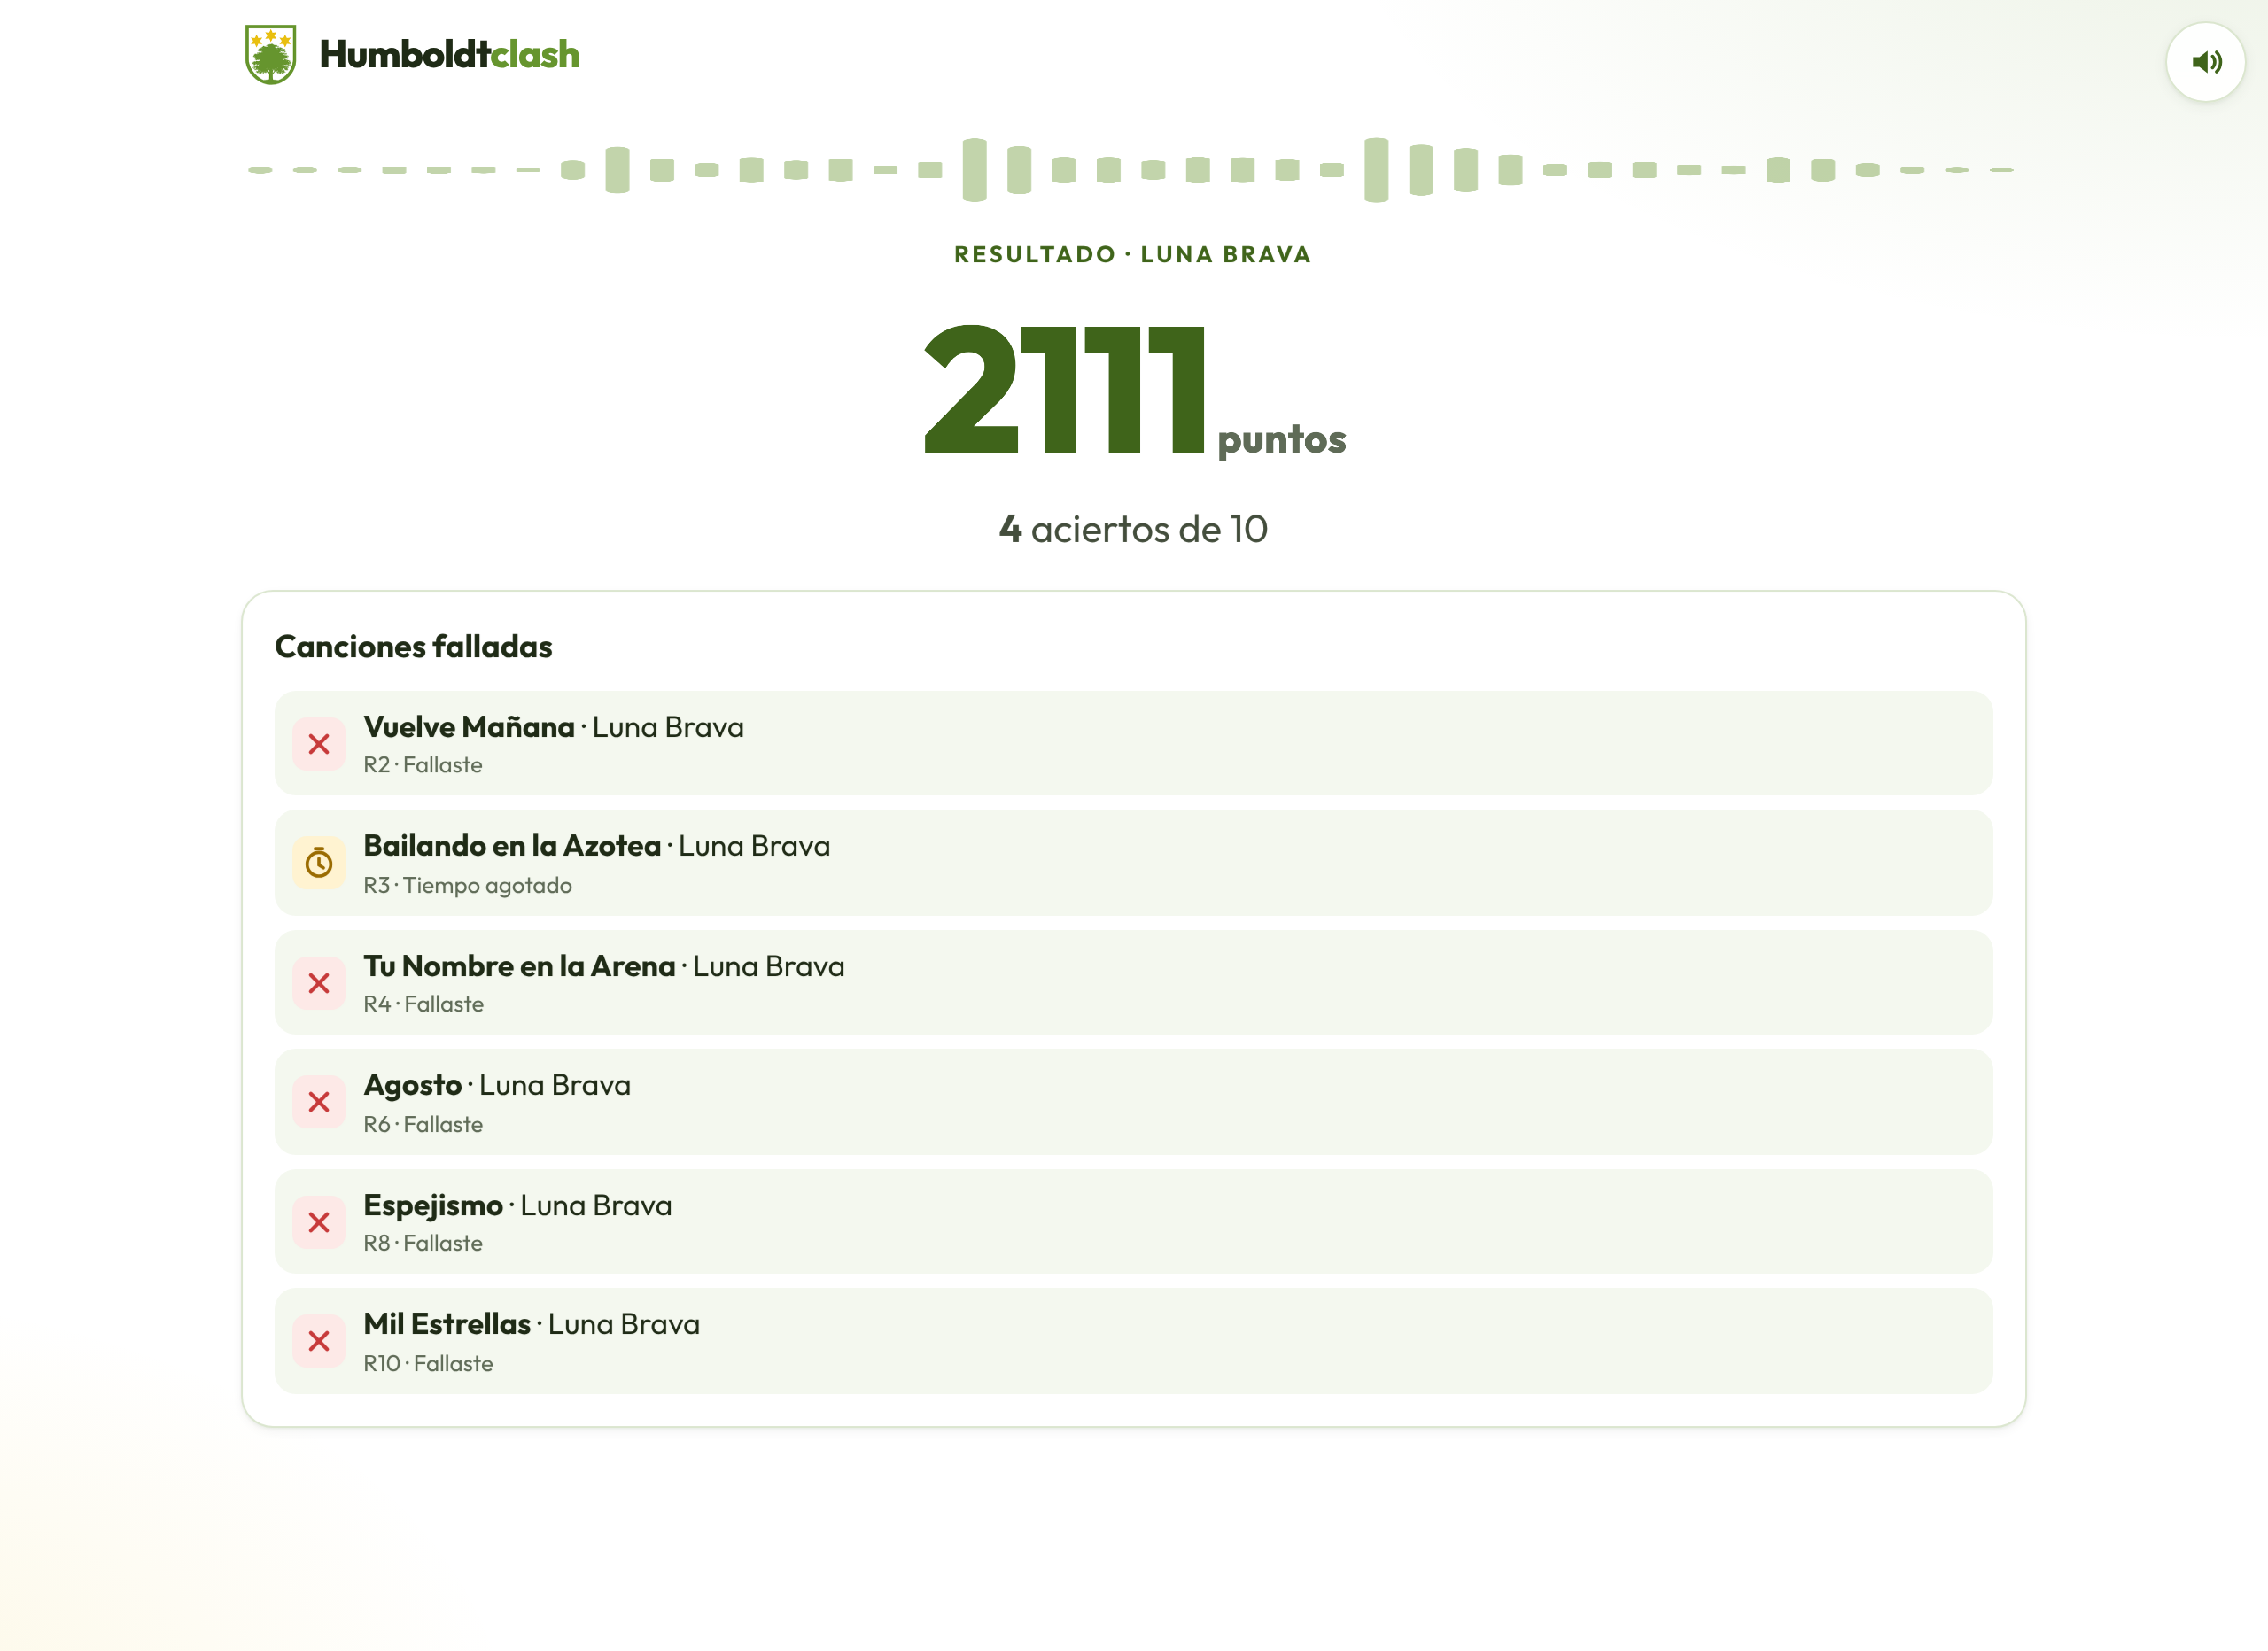 Humboldtclash
RESULTADO · LUNA BRAVA
2111 puntos
4 aciertos de 10
Canciones falladas
Vuelve Mañana · Luna Brava
R2 · Fallaste
Bailando en la Azotea · Luna Brava
R3 · Tiempo agotado
Tu Nombre en la Arena · Luna Brava
R4 · Fallaste
Agosto · Luna Brava
R6 · Fallaste
Espejismo · Luna Brava
R8 · Fallaste
Mil Estrellas · Luna Brava
R10 · Fallaste